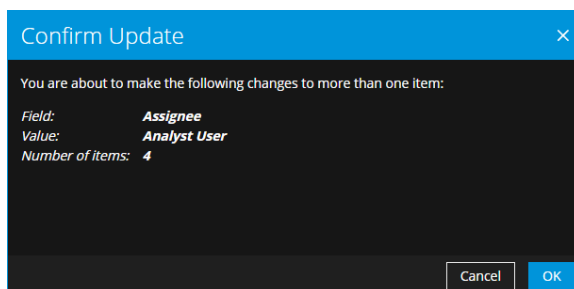 Confirm Update
You are about to make the following changes to more than one item:
Field: Assignee
Value: Analyst User
Number of items: 4
Cancel OK